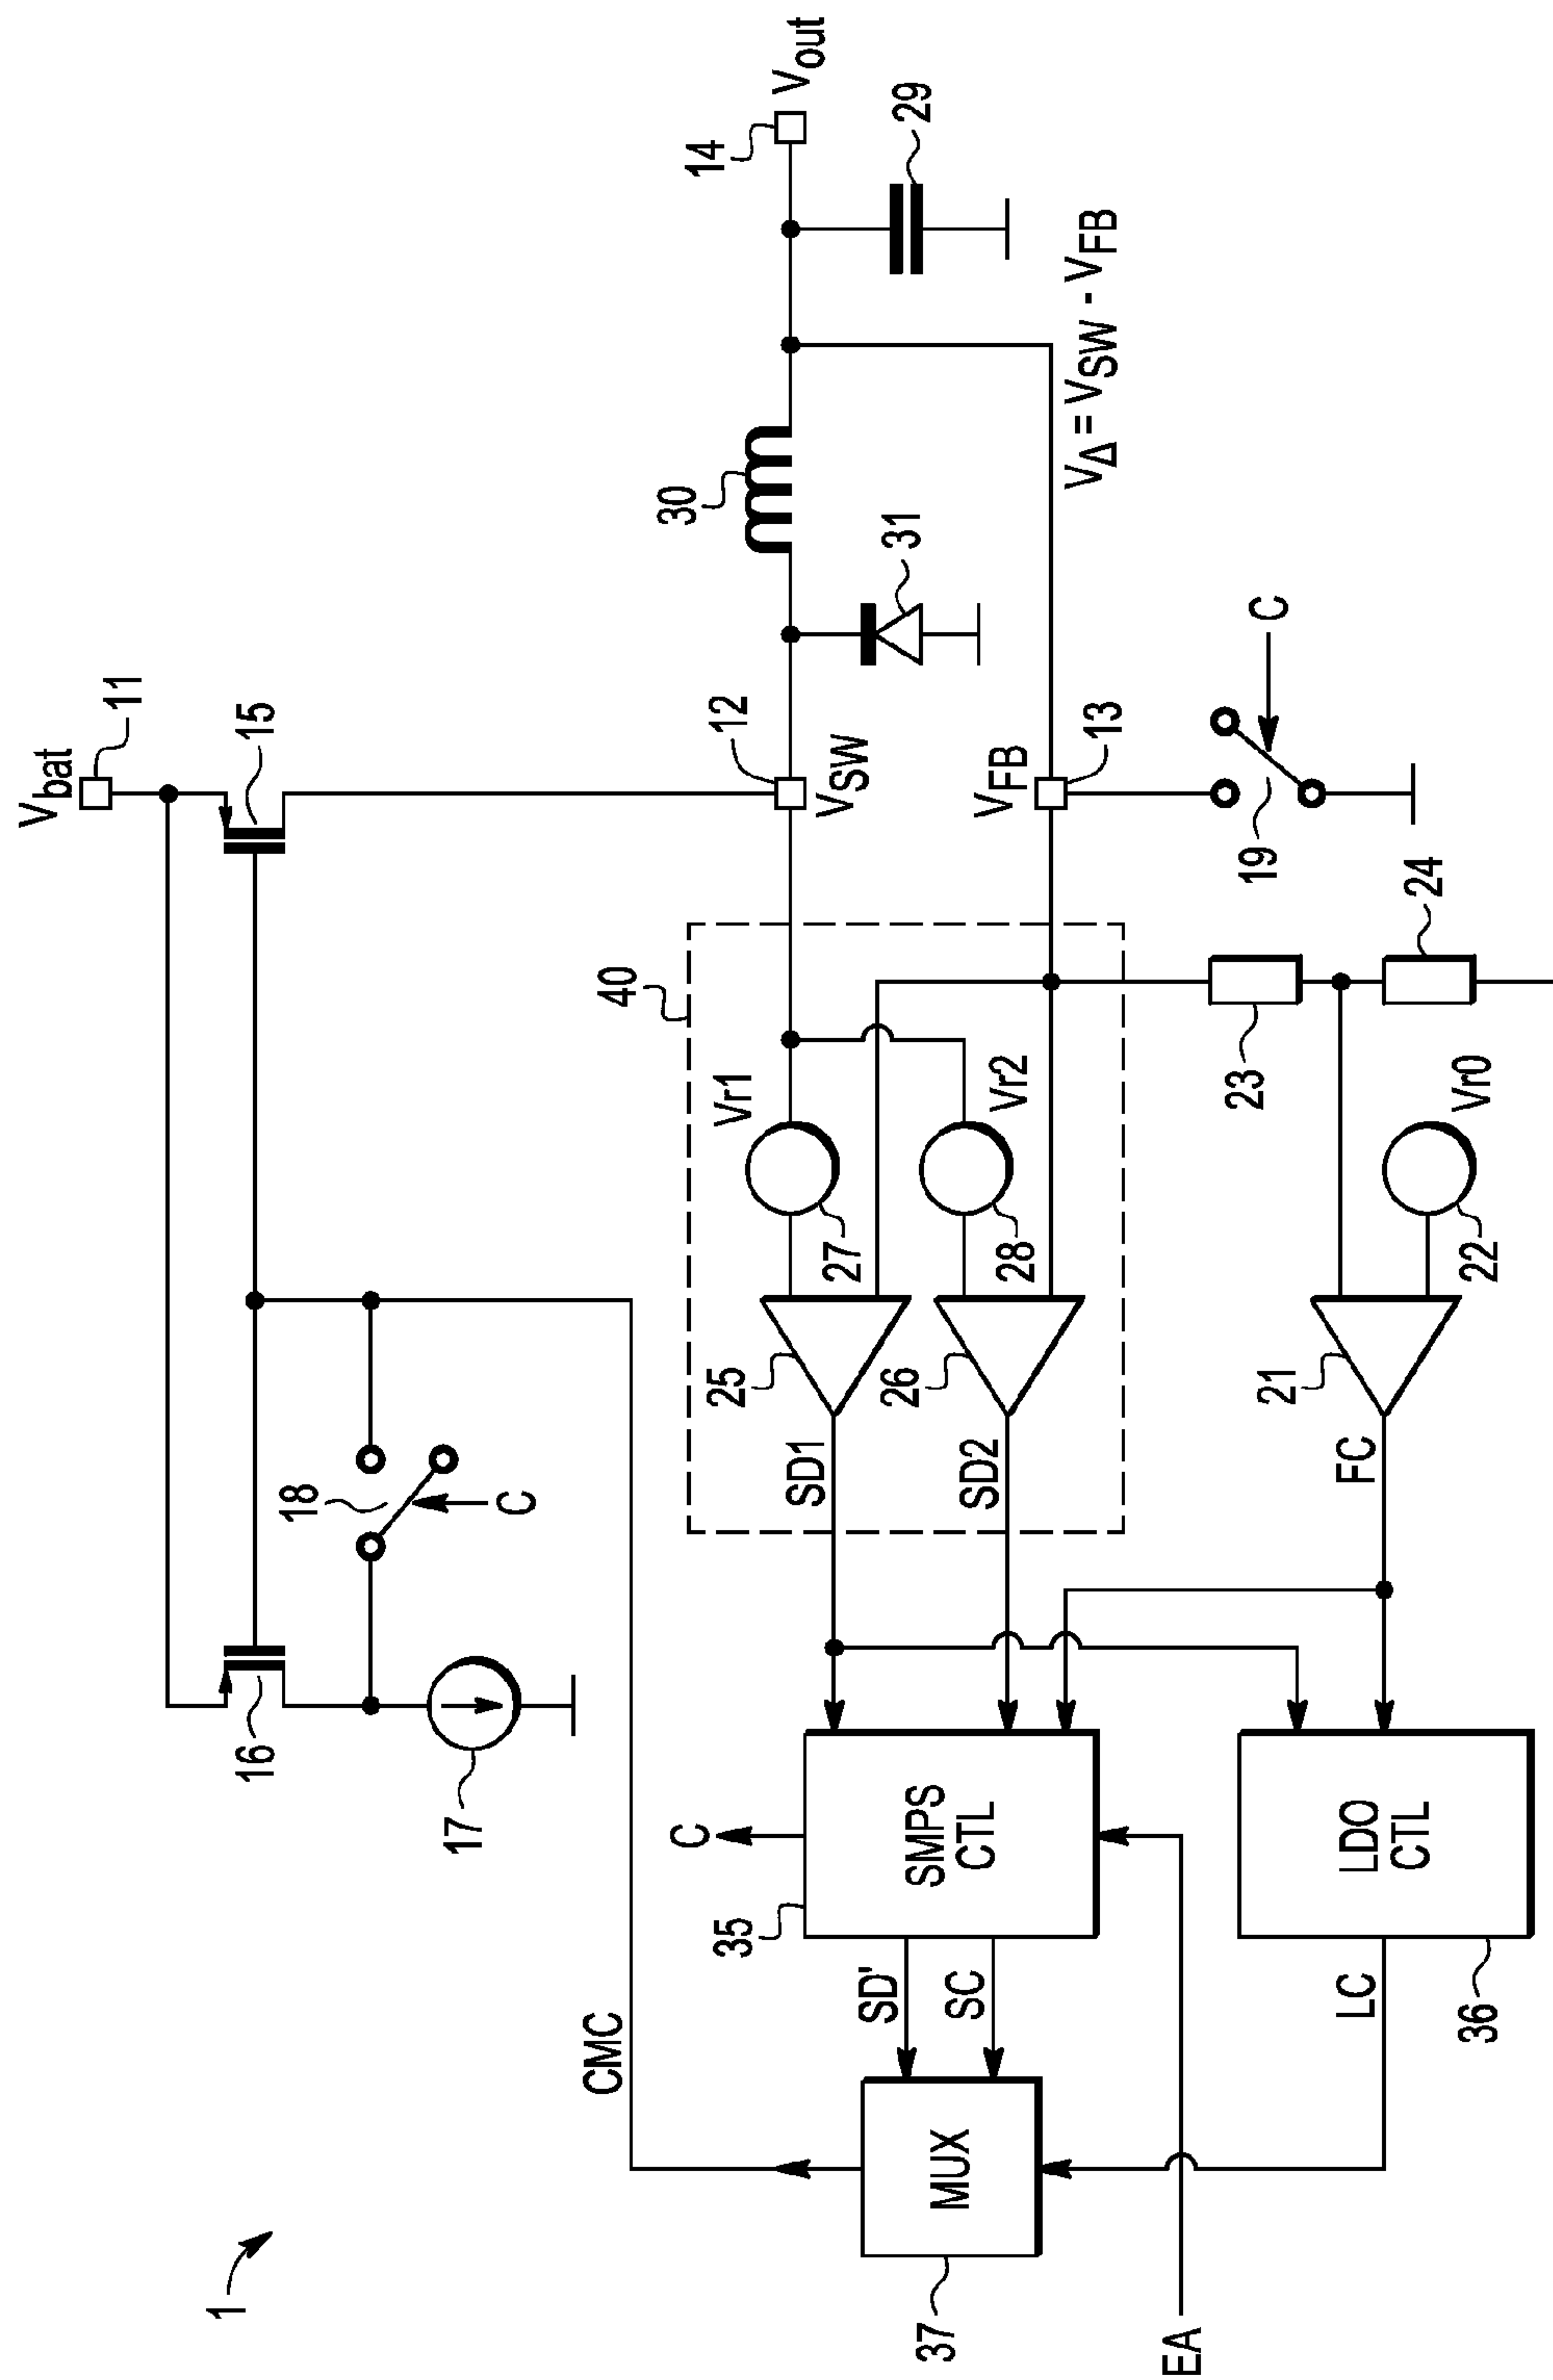 1
Vbat
11
15
16
18
C
17
CMC
Vout
14
29
30
31
12
VSW
VΔ = VSW - VFB
VFB
13
C
19
40
Vr1
27
Vr2
28
25
26
SD1
SD2
23
24
Vr0
22
21
FC
C
35
SMPS
CTL
LDO
CTL
36
SD'
SC
LC
MUX
37
EA